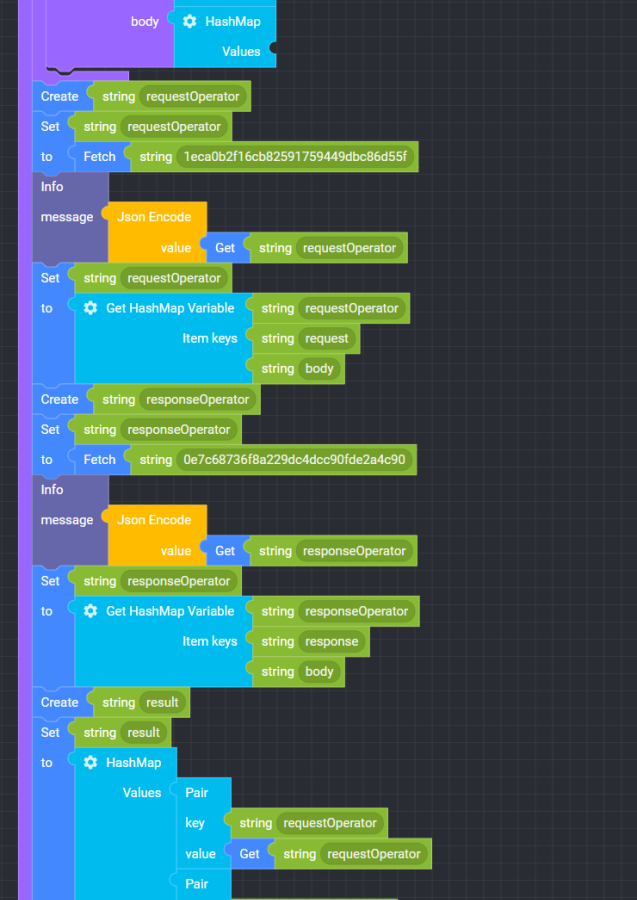 body HashMap
Values
Create string requestOperator
Set string requestOperator
to Fetch string 1eca0b2f16cb82591759449dbc86d55f
Info
message Json Encode
value Get string requestOperator
Set string requestOperator
to Get HashMap Variable string requestOperator
Item keys string request
string body
Create string responseOperator
Set string responseOperator
to Fetch string 0e7c68736f8a229dc4dcc90fde2a4c90
Info
message Json Encode
value Get string responseOperator
Set string responseOperator
to Get HashMap Variable string responseOperator
Item keys string response
string body
Create string result
Set string result
to HashMap
Values Pair
key string requestOperator
value Get string requestOperator
Pair